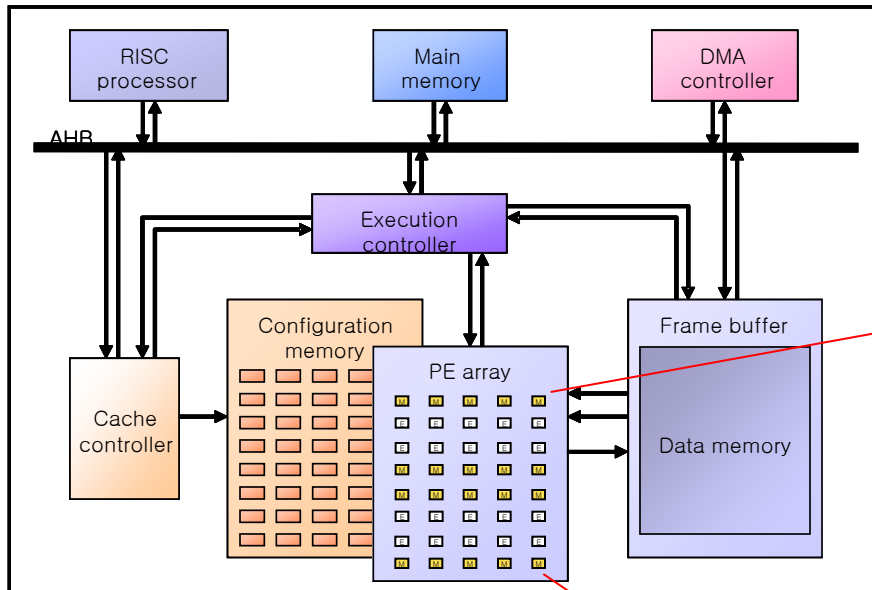 RISC
processor
Main
memory
DMA
controller
AHB
Execution
controller
Configuration
memory
Frame buffer
PE array
Cache
controller
Data memory
M M M M M
E E E E E
E E E E E
M M M M M
M M M M M
E E E E E
E E E E E
M M M M M